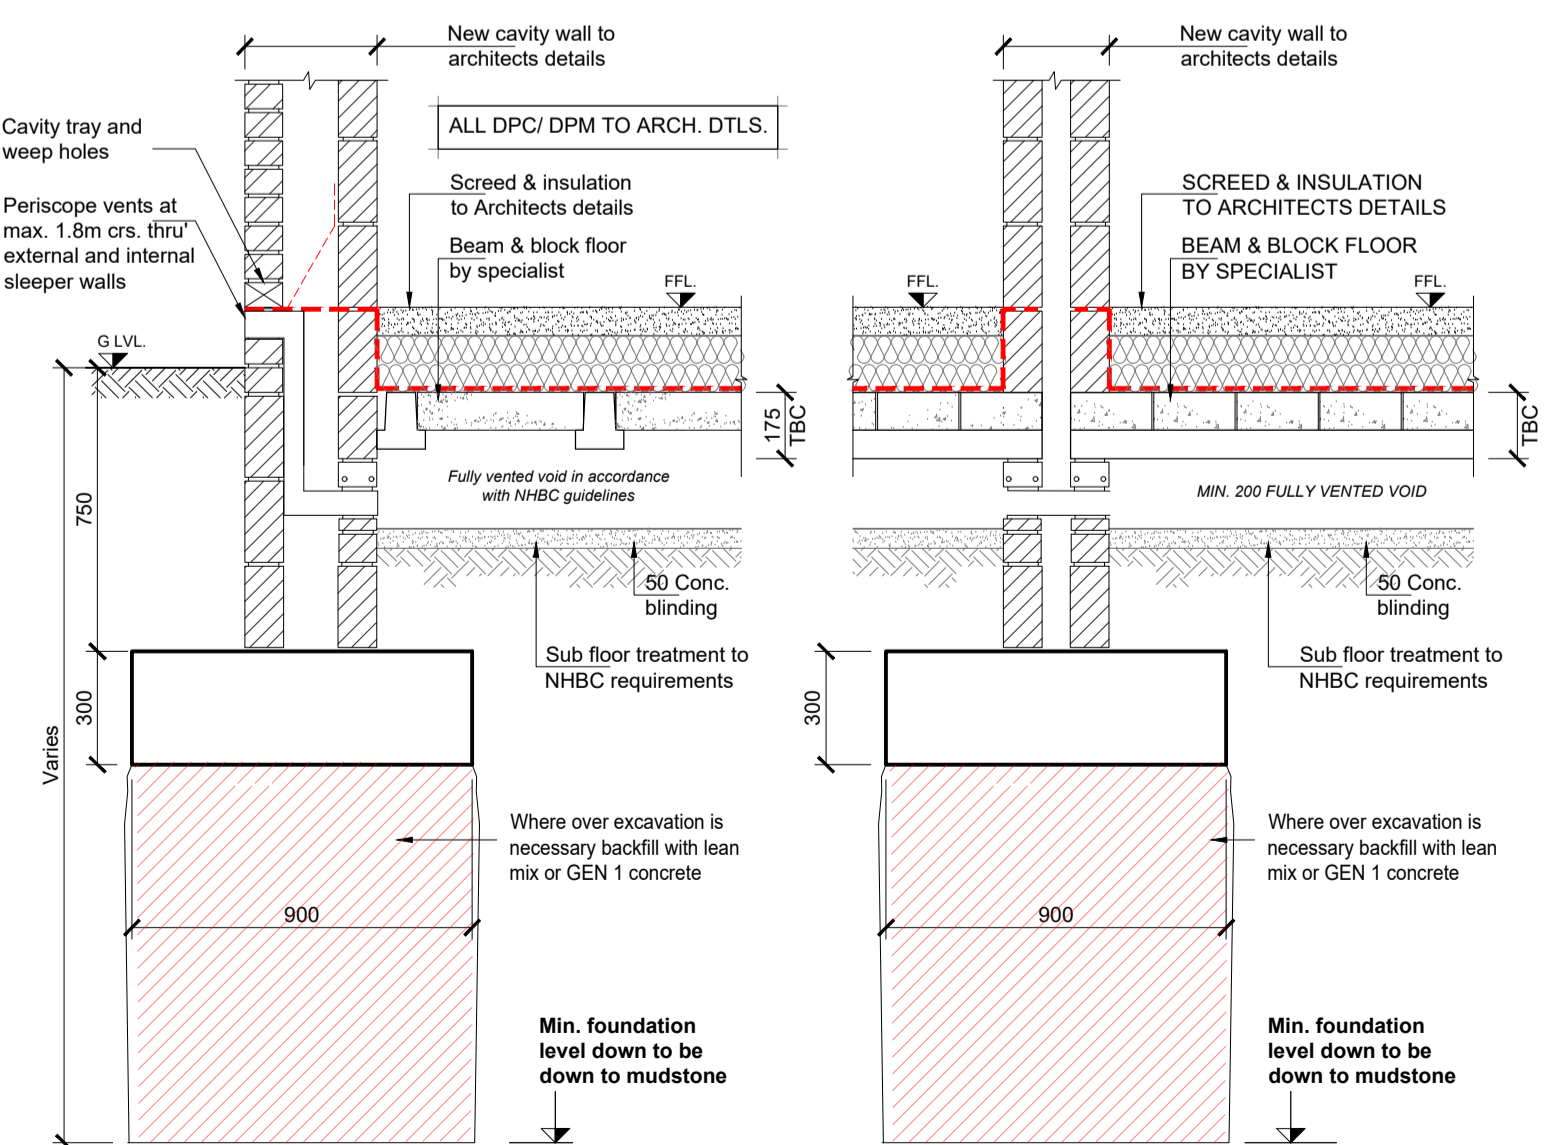 New cavity wall to
architects details
Cavity tray and
weep holes
ALL DPC/ DPM TO ARCH. DTLS.
Periscope vents at
max. 1.8m crs. thru'
external and internal
sleeper walls
Screed & insulation
to Architects details
Beam & block floor
by specialist
FFL.
G LVL.
175
TBC
Fully vented void in accordance
with NHBC guidelines
750
50 Conc.
blinding
Sub floor treatment to
NHBC requirements
300
Varies
Where over excavation is
necessary backfill with lean
mix or GEN 1 concrete
900
Min. foundation
level down to be
down to mudstone
New cavity wall to
architects details
SCREED & INSULATION
TO ARCHITECTS DETAILS
BEAM & BLOCK FLOOR
BY SPECIALIST
FFL.
FFL.
TBC
MIN. 200 FULLY VENTED VOID
50 Conc.
blinding
Sub floor treatment to
NHBC requirements
300
Where over excavation is
necessary backfill with lean
mix or GEN 1 concrete
900
Min. foundation
level down to be
down to mudstone